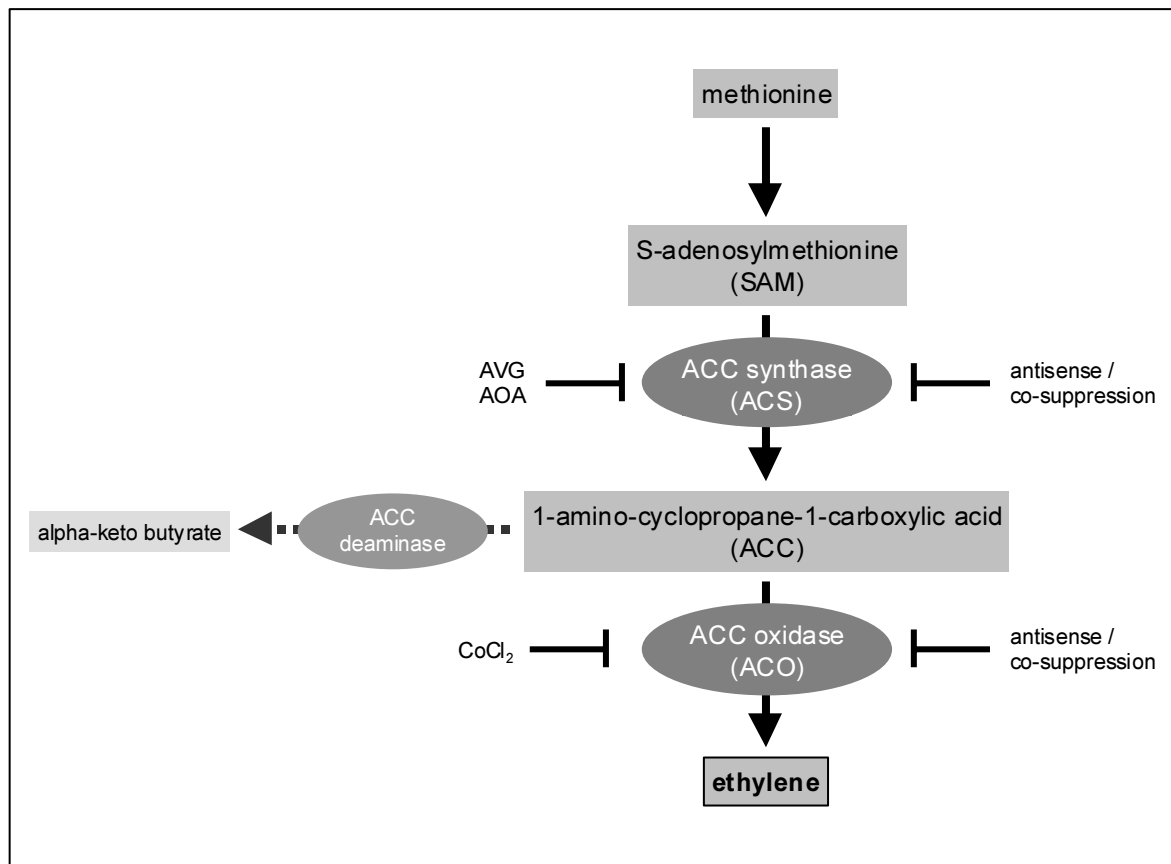 methionine
S-adenosylmethionine
(SAM)
AVG
AOA
ACC synthase
(ACS)
antisense /
co-suppression
alpha-keto butyrate
ACC
deaminase
1-amino-cyclopropane-1-carboxylic acid
(ACC)
CoCl₂
ACC oxidase
(ACO)
antisense /
co-suppression
ethylene